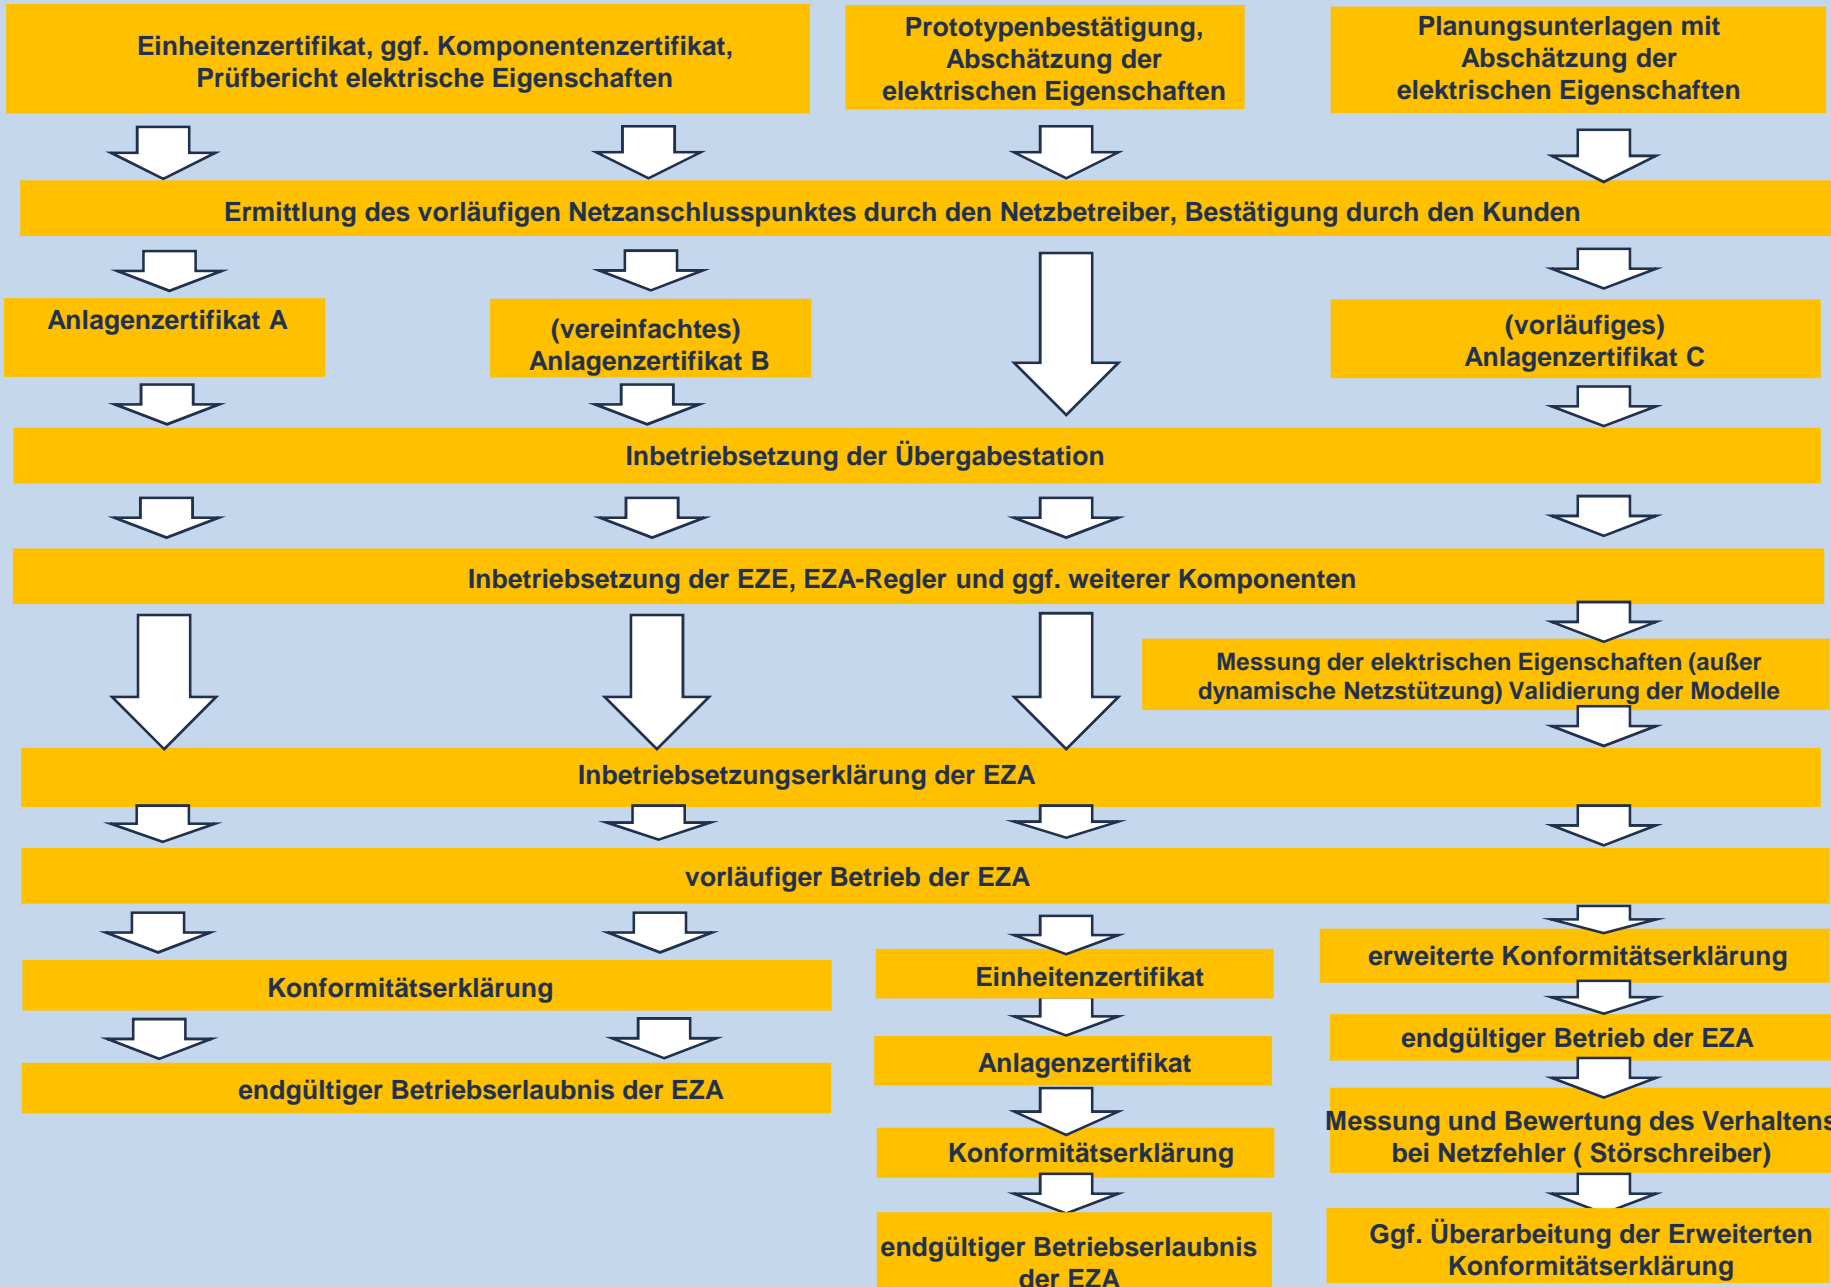 Einheitenzertifikat, ggf. Komponentenzertifikat,
Prüfbericht elektrische Eigenschaften
Prototypenbestätigung,
Abschätzung der
elektrischen Eigenschaften
Planungsunterlagen mit
Abschätzung der
elektrischen Eigenschaften
Ermittlung des vorläufigen Netzanschlusspunktes durch den Netzbetreiber, Bestätigung durch den Kunden
Anlagenzertifikat A
(vereinfachtes)
Anlagenzertifikat B
(vorläufiges)
Anlagenzertifikat C
Inbetriebsetzung der Übergabestation
Inbetriebsetzung der EZE, EZA-Regler und ggf. weiterer Komponenten
Messung der elektrischen Eigenschaften (außer
dynamische Netzstützung) Validierung der Modelle
Inbetriebsetzungserklärung der EZA
vorläufiger Betrieb der EZA
Konformitätserklärung
endgültiger Betriebserlaubnis der EZA
Einheitenzertifikat
Anlagenzertifikat
Konformitätserklärung
endgültiger Betriebserlaubnis
der EZA
erweiterte Konformitätserklärung
endgültiger Betrieb der EZA
Messung und Bewertung des Verhaltens
bei Netzfehler ( Störschreiber)
Ggf. Überarbeitung der Erweiterten
Konformitätserklärung